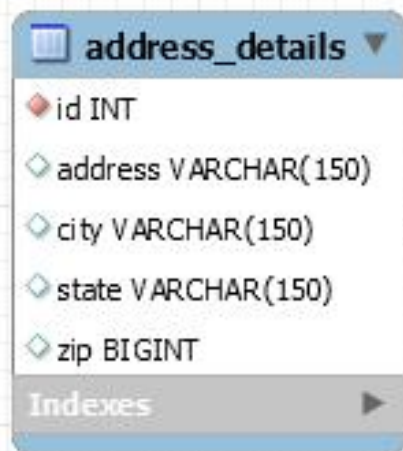 address_details
id INT
address VARCHAR(150)
city VARCHAR(150)
state VARCHAR(150)
zip BIGINT
Indexes